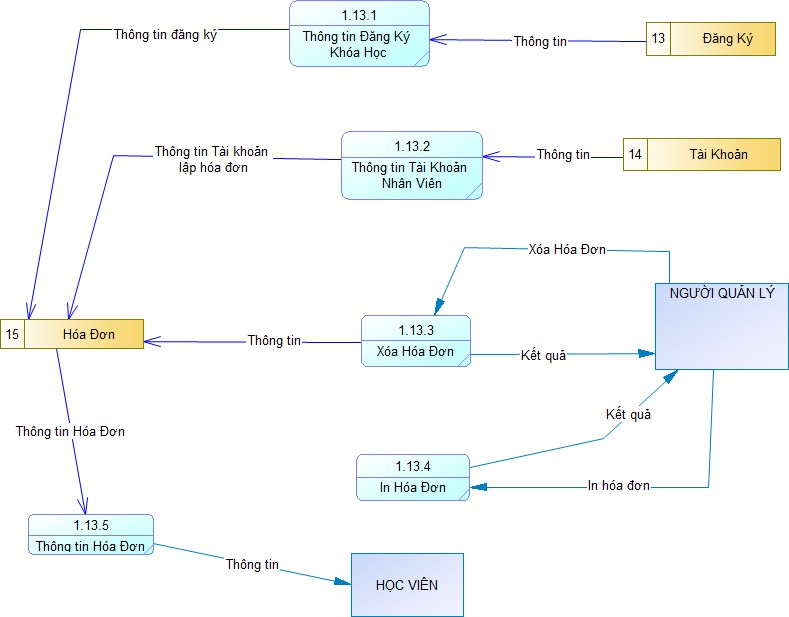 1.13.1
Thông tin Đăng Ký
Khóa Học
Thông tin đăng ký
Thông tin
13
Đăng Ký
1.13.2
Thông tin Tài Khoản
Nhân Viên
Thông tin Tài khoản
lập hóa đơn
Thông tin
14
Tài Khoản
Xóa Hóa Đơn
NGƯỜI QUẢN LÝ
15
Hóa Đơn
Thông tin
1.13.3
Xóa Hóa Đơn
Kết quả
Kết quả
Thông tin Hóa Đơn
1.13.4
In Hóa Đơn
In hóa đơn
1.13.5
Thông tin Hóa Đơn
Thông tin
HỌC VIÊN